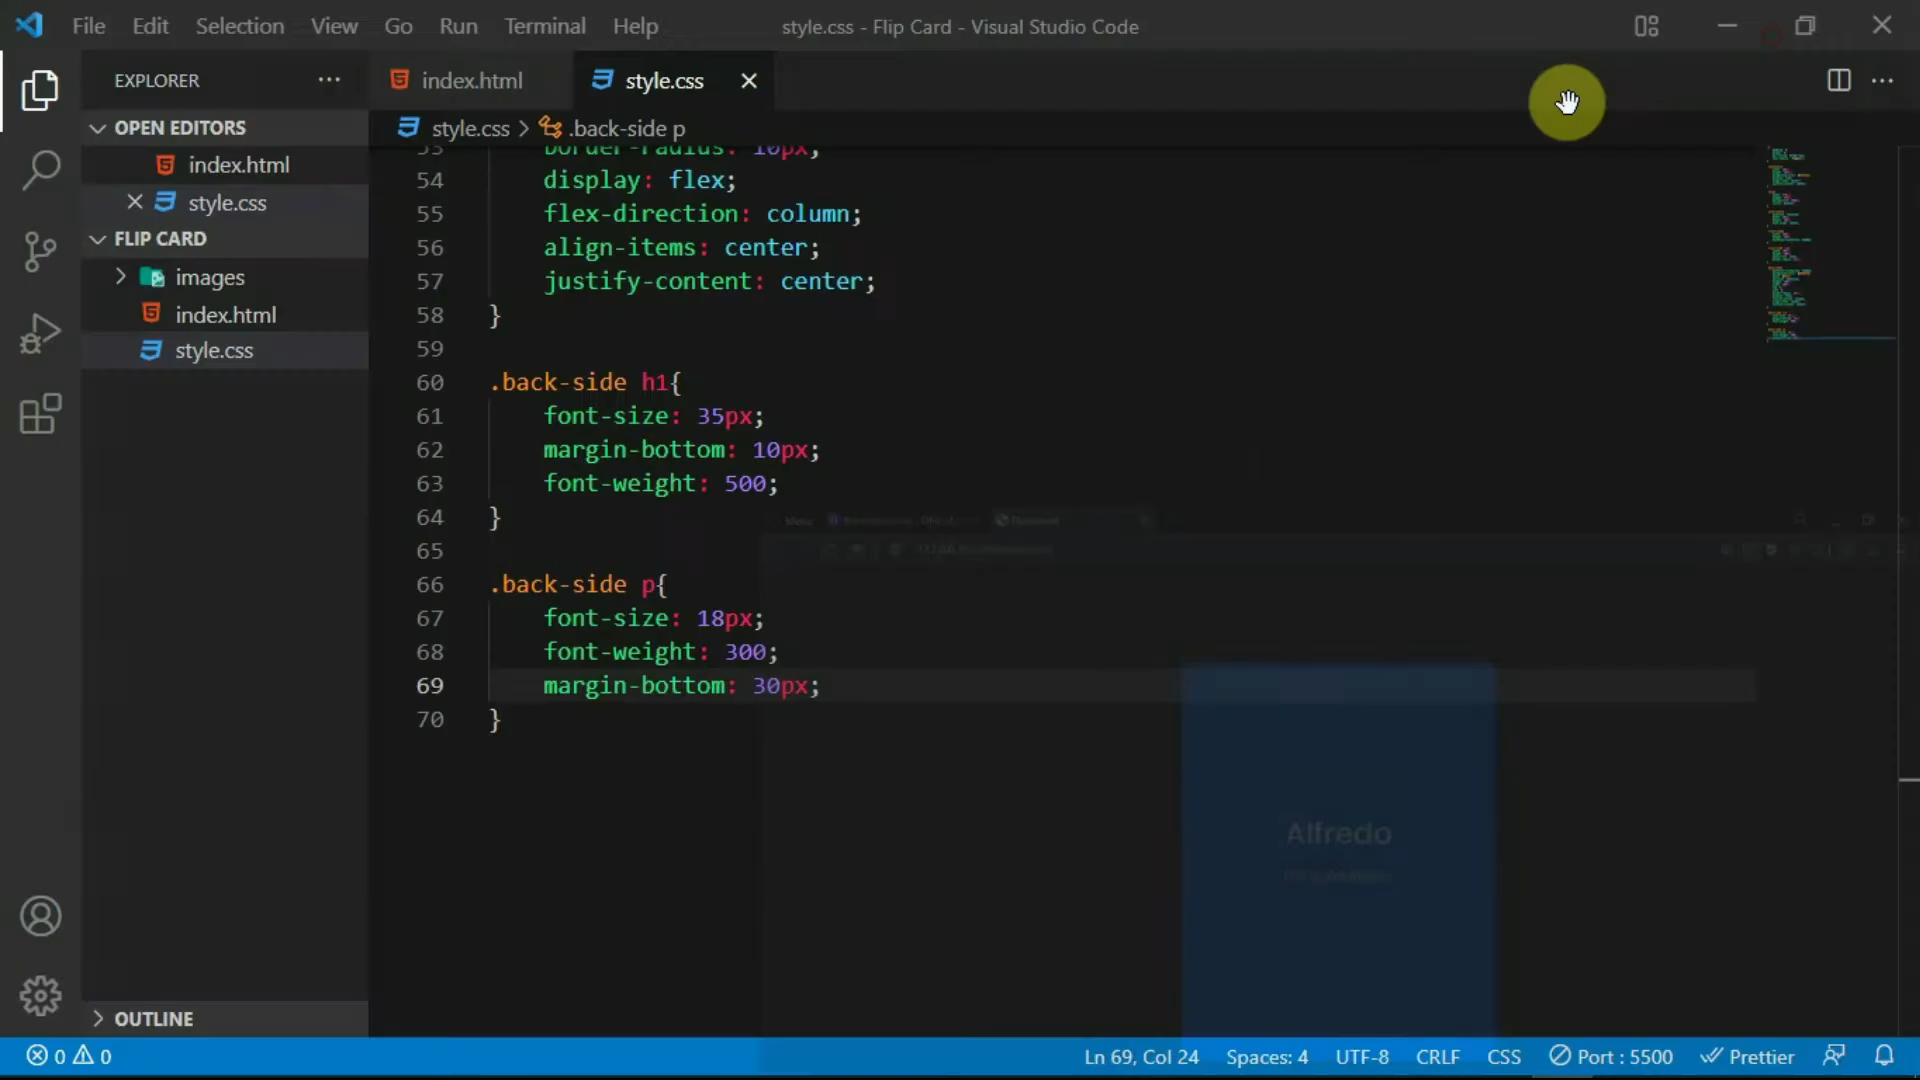 File Edit Selection View Go Run Terminal Help
style.css - Flip Card - Visual Studio Code
EXPLORER
index.html
style.css
OPEN EDITORS
style.css > .back-side p
index.html
style.css
FLIP CARD
images
index.html
style.css
53 border-radius: 10px;
54 display: flex;
55 flex-direction: column;
56 align-items: center;
57 justify-content: center;
58 }
59
60 .back-side h1{
61 font-size: 35px;
62 margin-bottom: 10px;
63 font-weight: 500;
64 }
65
66 .back-side p{
67 font-size: 18px;
68 font-weight: 300;
69 margin-bottom: 30px;
70 }
Alfredo
OUTLINE
0 0
Ln 69, Col 24 Spaces: 4 UTF-8 CRLF CSS Port : 5500 Prettier